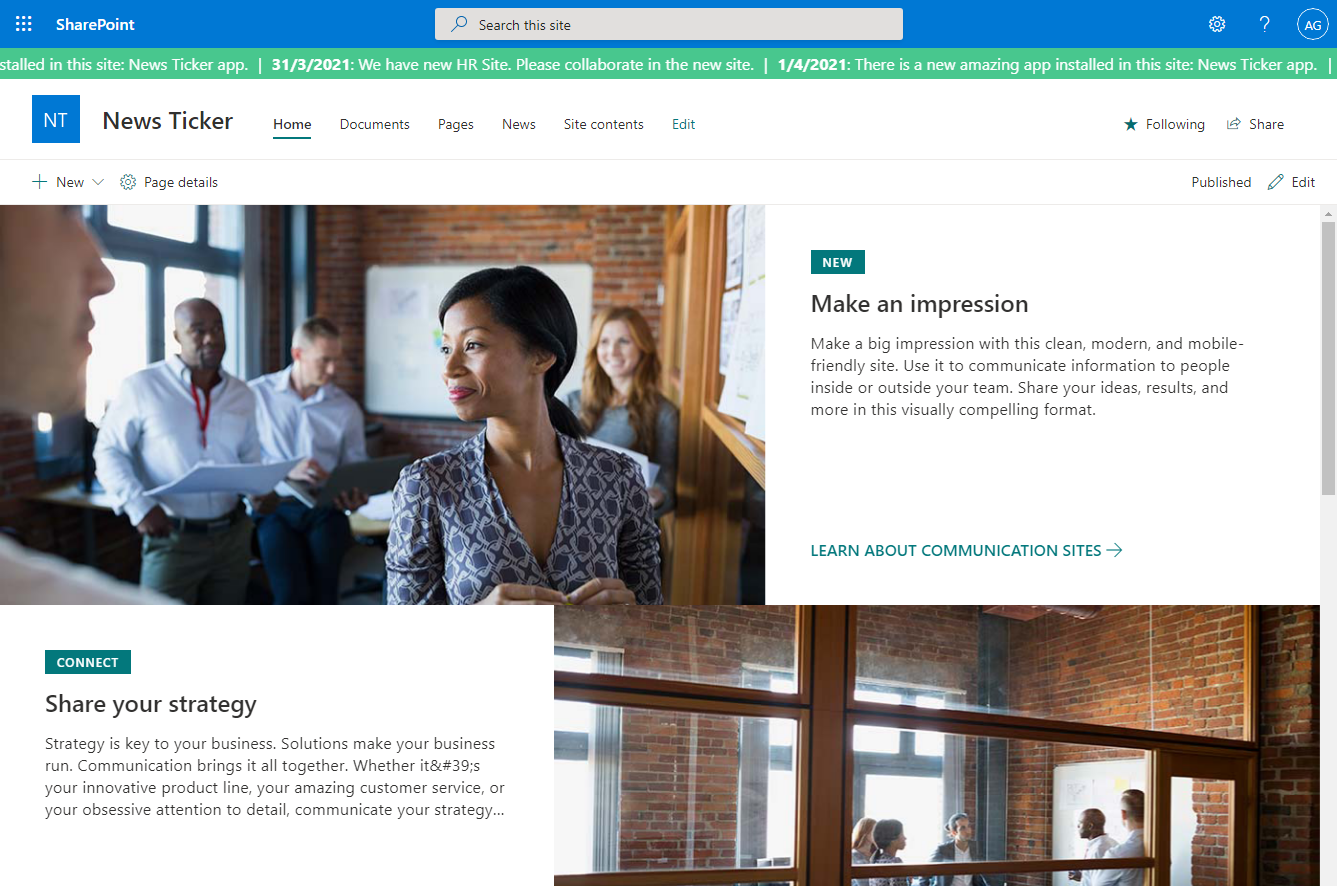 SharePoint
Search this site
?
AG
stalled in this site: News Ticker app. | 31/3/2021: We have new HR Site. Please collaborate in the new site. | 1/4/2021: There is a new amazing app installed in this site: News Ticker app. |
NT
News Ticker
Home Documents Pages News Site contents Edit
Following Share
New Page details
Published Edit
NEW
Make an impression
Make a big impression with this clean, modern, and mobile-
friendly site. Use it to communicate information to people
inside or outside your team. Share your ideas, results, and
more in this visually compelling format.
LEARN ABOUT COMMUNICATION SITES
CONNECT
Share your strategy
Strategy is key to your business. Solutions make your business
run. Communication brings it all together. Whether it&#39;s
your innovative product line, your amazing customer service, or
your obsessive attention to detail, communicate your strategy...